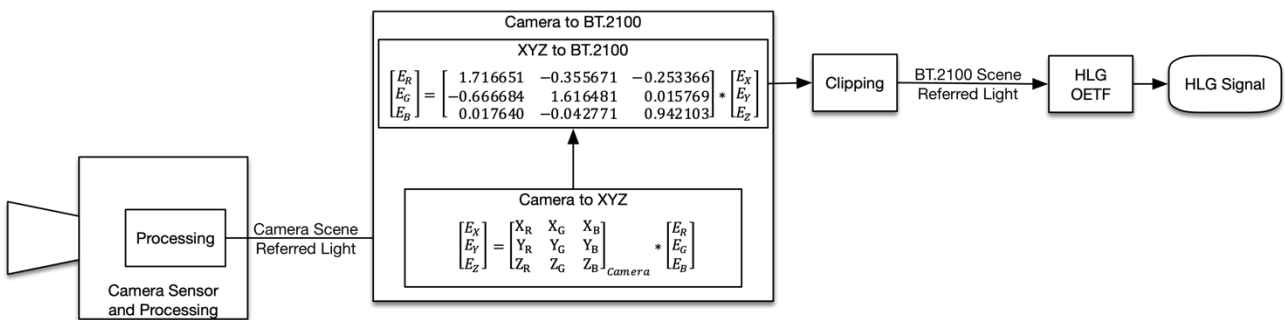 Camera to BT.2100
XYZ to BT.2100
[E_R E_G E_B] = [1.716651 −0.355671 −0.253366
−0.666684 1.616481 0.015769
0.017640 −0.042771 0.942103] * [E_X E_Y E_Z]
Clipping
BT.2100 Scene
Referred Light
HLG
OETF
HLG Signal
Camera to XYZ
[E_X E_Y E_Z] = [X_R X_G X_B
Y_R Y_G Y_B
Z_R Z_G Z_B]_Camera * [E_R E_G E_B]
Processing
Camera Scene
Referred Light
Camera Sensor
and Processing